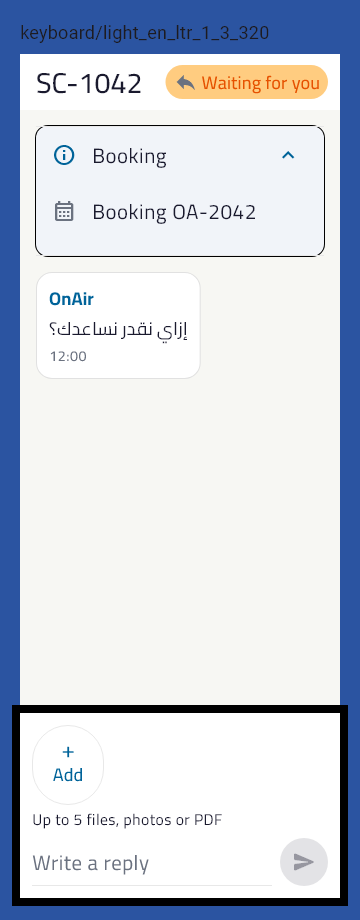 keyboard/light_en_ltr_1_3_320
SC-1042
Waiting for you
Booking
Booking OA-2042
OnAir
إزاي نقدر نساعدك؟
12:00
+
Add
Up to 5 files, photos or PDF
Write a reply